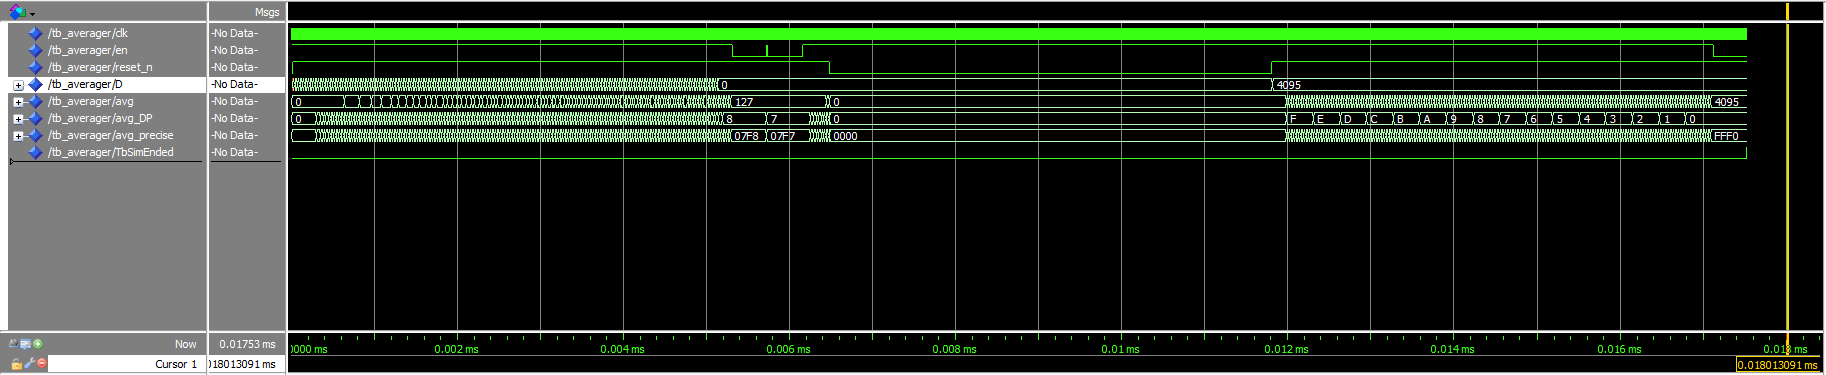 Msgs
/tb_averager/clk -No Data-
/tb_averager/en -No Data-
/tb_averager/reset_n -No Data-
/tb_averager/D -No Data- 0 4095
/tb_averager/avg -No Data- 0 127 0 4095
/tb_averager/avg_DP -No Data- 0 8 7 0 F E D C B A 9 8 7 6 5 4 3 2 1 0
/tb_averager/avg_precise -No Data- 07F8 07F7 0000 FFF0
/tb_averager/TbSimEnded -No Data-
Now 0.01753 ms 0000 ms 0.002 ms 0.004 ms 0.006 ms 0.008 ms 0.01 ms 0.012 ms 0.014 ms 0.016 ms 0.018 ms
Cursor 1 018013091 ms 0.018013091 ms